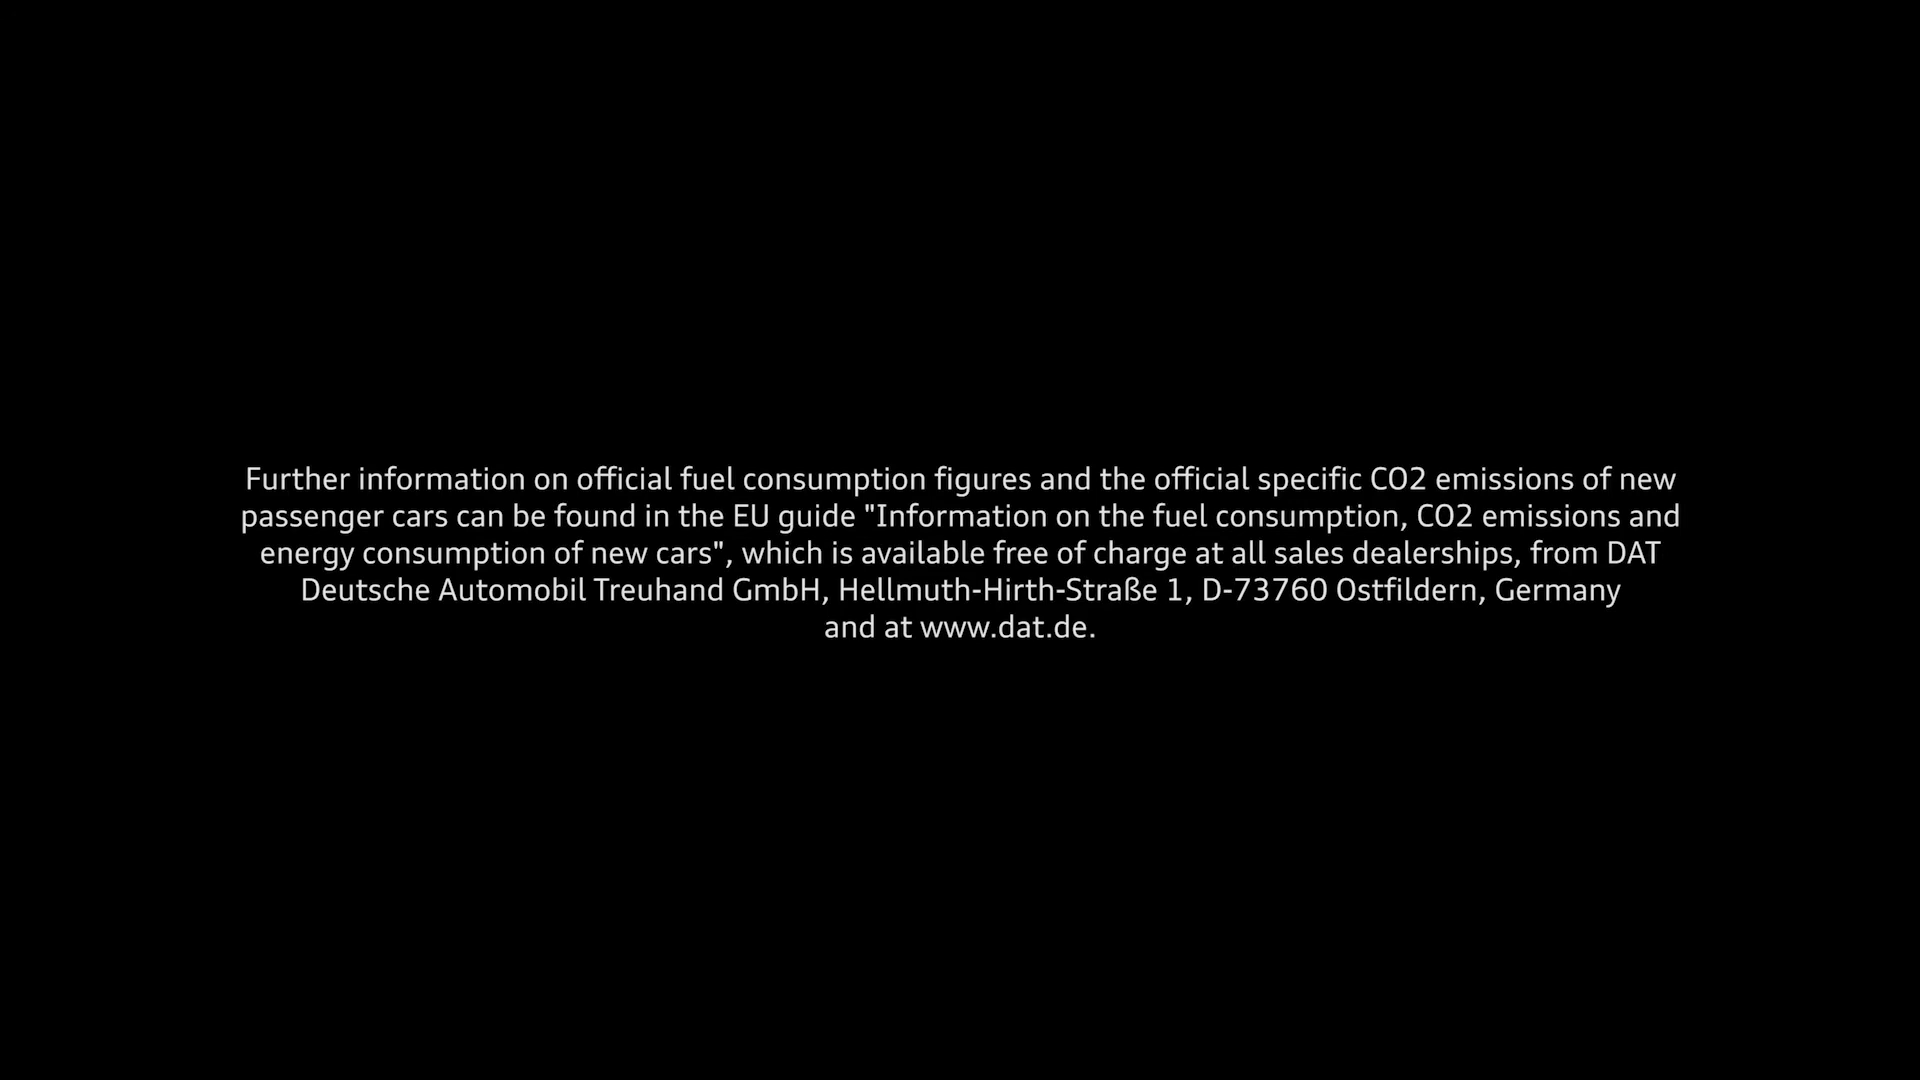 Further information on official fuel consumption figures and the official specific CO2 emissions of new
passenger cars can be found in the EU guide "Information on the fuel consumption, CO2 emissions and
energy consumption of new cars", which is available free of charge at all sales dealerships, from DAT
Deutsche Automobil Treuhand GmbH, Hellmuth-Hirth-Straße 1, D-73760 Ostfildern, Germany
and at www.dat.de.